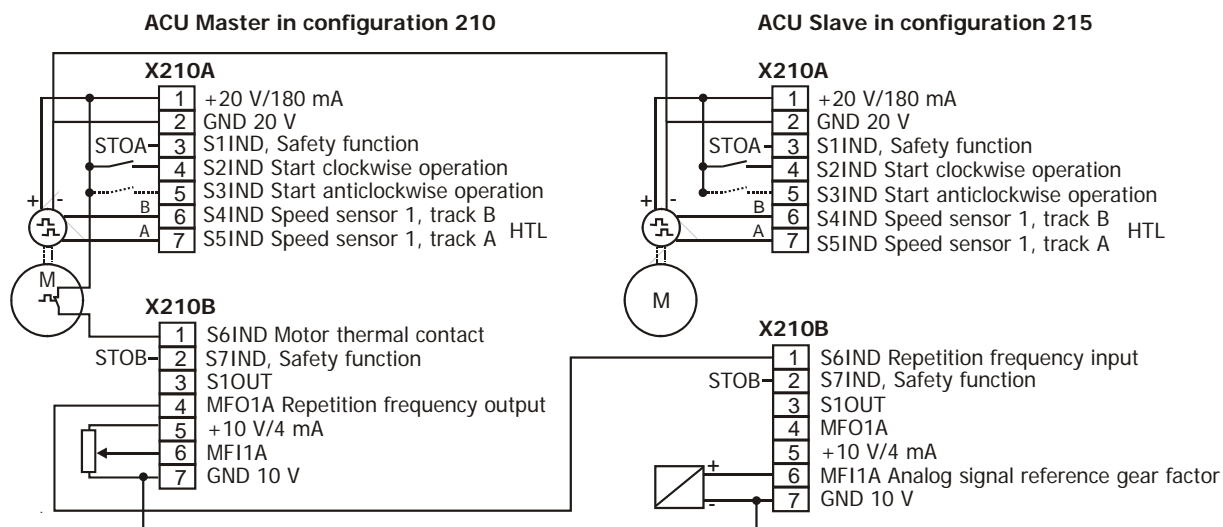 ACU Master in configuration 210
X210A
1 +20 V/180 mA
2 GND 20 V
STOA 3 S1IND, Safety function
4 S2IND Start clockwise operation
5 S3IND Start anticlockwise operation
+ - B 6 S4IND Speed sensor 1, track B
A 7 S5IND Speed sensor 1, track A HTL
M
X210B
1 S6IND Motor thermal contact
STOB 2 S7IND, Safety function
3 S1OUT
4 MFO1A Repetition frequency output
5 +10 V/4 mA
6 MFI1A
7 GND 10 V
ACU Slave in configuration 215
X210A
1 +20 V/180 mA
2 GND 20 V
STOA 3 S1IND, Safety function
4 S2IND Start clockwise operation
5 S3IND Start anticlockwise operation
+ - B 6 S4IND Speed sensor 1, track B
A 7 S5IND Speed sensor 1, track A HTL
M
X210B
1 S6IND Repetition frequency input
STOB 2 S7IND, Safety function
3 S1OUT
4 MFO1A
5 +10 V/4 mA
+ 6 MFI1A Analog signal reference gear factor
- 7 GND 10 V